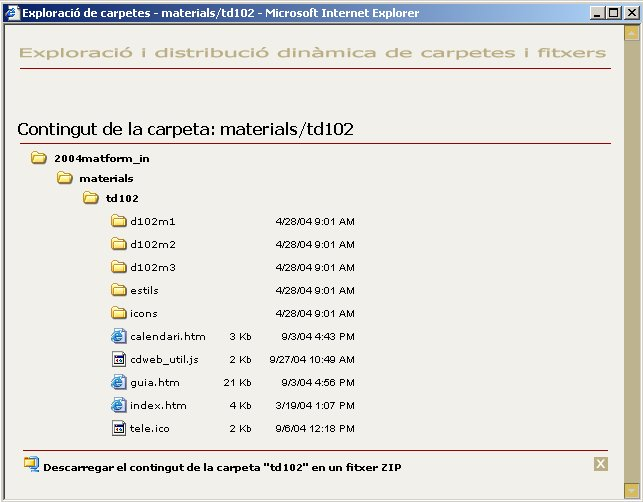 Exploració de carpetes - materials/td102 - Microsoft Internet Explorer
Exploració i distribució dinàmica de carpetes i fitxers
Contingut de la carpeta: materials/td102
2004matform_in
materials
td102
d102m1 4/28/04 9:01 AM
d102m2 4/28/04 9:01 AM
d102m3 4/28/04 9:01 AM
estils 4/28/04 9:01 AM
icons 4/28/04 9:01 AM
calendari.htm 3 Kb 9/3/04 4:43 PM
cdweb_util.js 2 Kb 9/27/04 10:49 AM
guia.htm 21 Kb 9/3/04 4:56 PM
index.htm 4 Kb 3/19/04 1:07 PM
tele.ico 2 Kb 9/6/04 12:18 PM
Descarregar el contingut de la carpeta "td102" en un fitxer ZIP